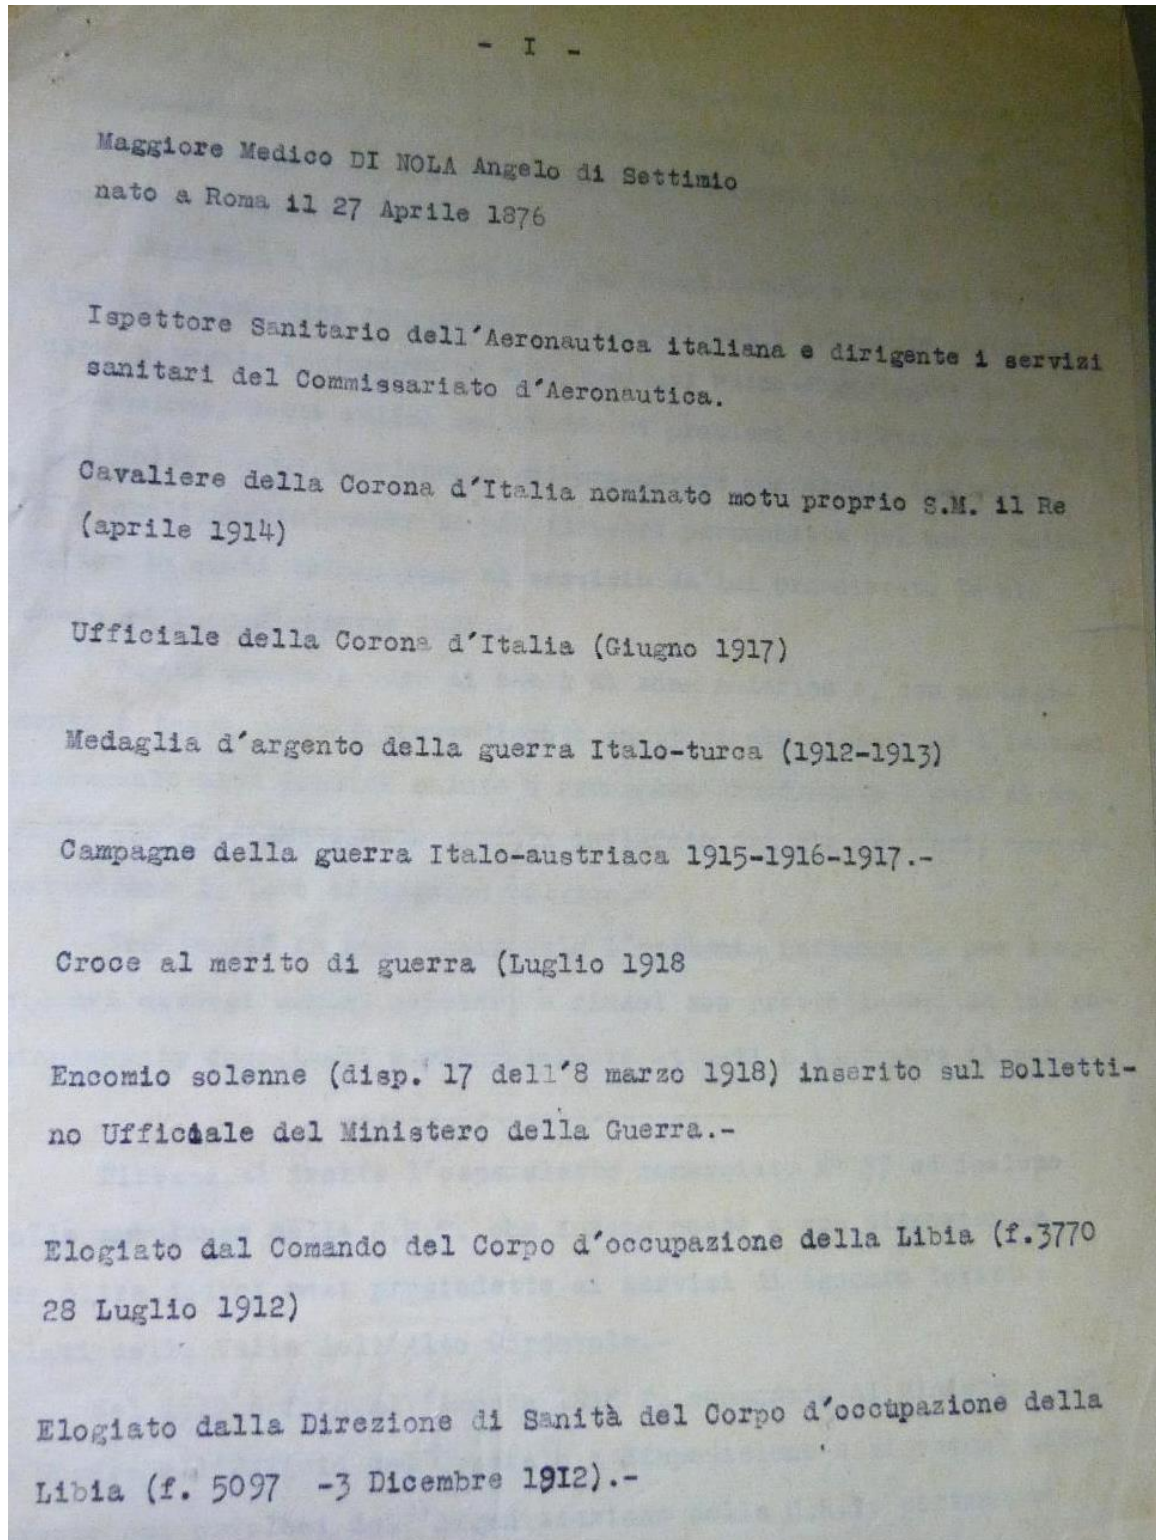 - I -
Maggiore Medico DI NOLA Angelo di Settimio
nato a Roma il 27 Aprile 1876
Ispettore Sanitario dell'Aeronautica italiana e dirigente i servizi
sanitari del Commissariato d'Aeronautica.
Cavaliere della Corona d'Italia nominato motu proprio S.M. il Re
(aprile 1914)
Ufficiale della Corona d'Italia (Giugno 1917)
Medaglia d'argento della guerra Italo-turca (1912-1913)
Campagne della guerra Italo-austriaca 1915-1916-1917.-
Croce al merito di guerra (Luglio 1918
Encomio solenne (disp. 17 dell'8 marzo 1918) inserito sul Bolletti-
no Ufficiale del Ministero della Guerra.-
Elogiato dal Comando del Corpo d'occupazione della Libia (f.3770
28 Luglio 1912)
Elogiato dalla Direzione di Sanità del Corpo d'occupazione della
Libia (f. 5097 -3 Dicembre 1912).-